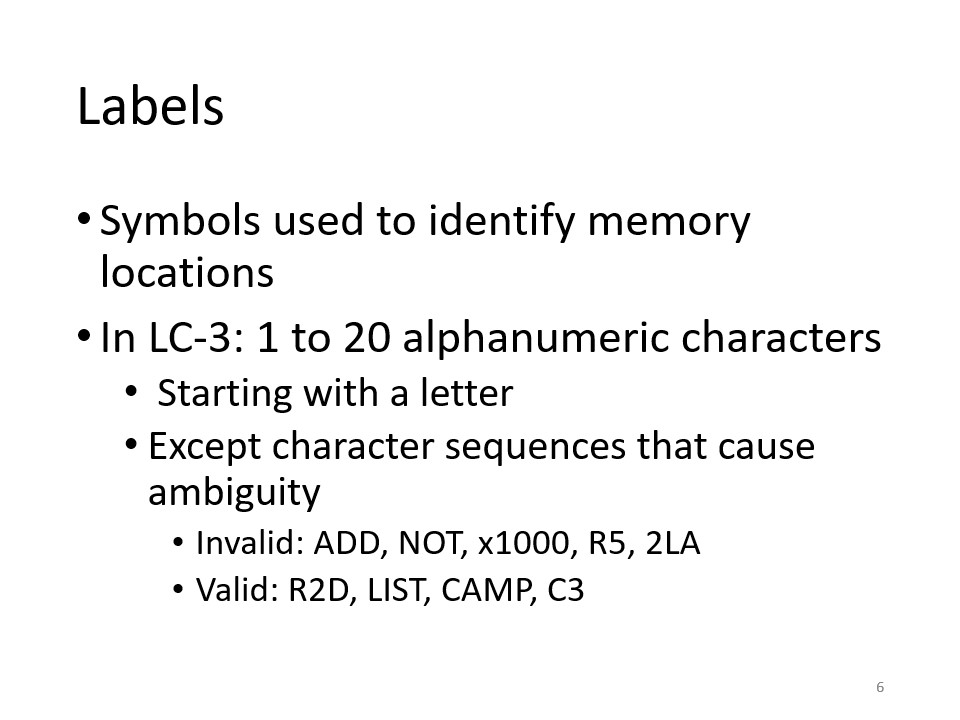 Labels
• Symbols used to identify memory
locations
• In LC-3: 1 to 20 alphanumeric characters
• Starting with a letter
• Except character sequences that cause
ambiguity
• Invalid: ADD, NOT, x1000, R5, 2LA
• Valid: R2D, LIST, CAMP, C3
6